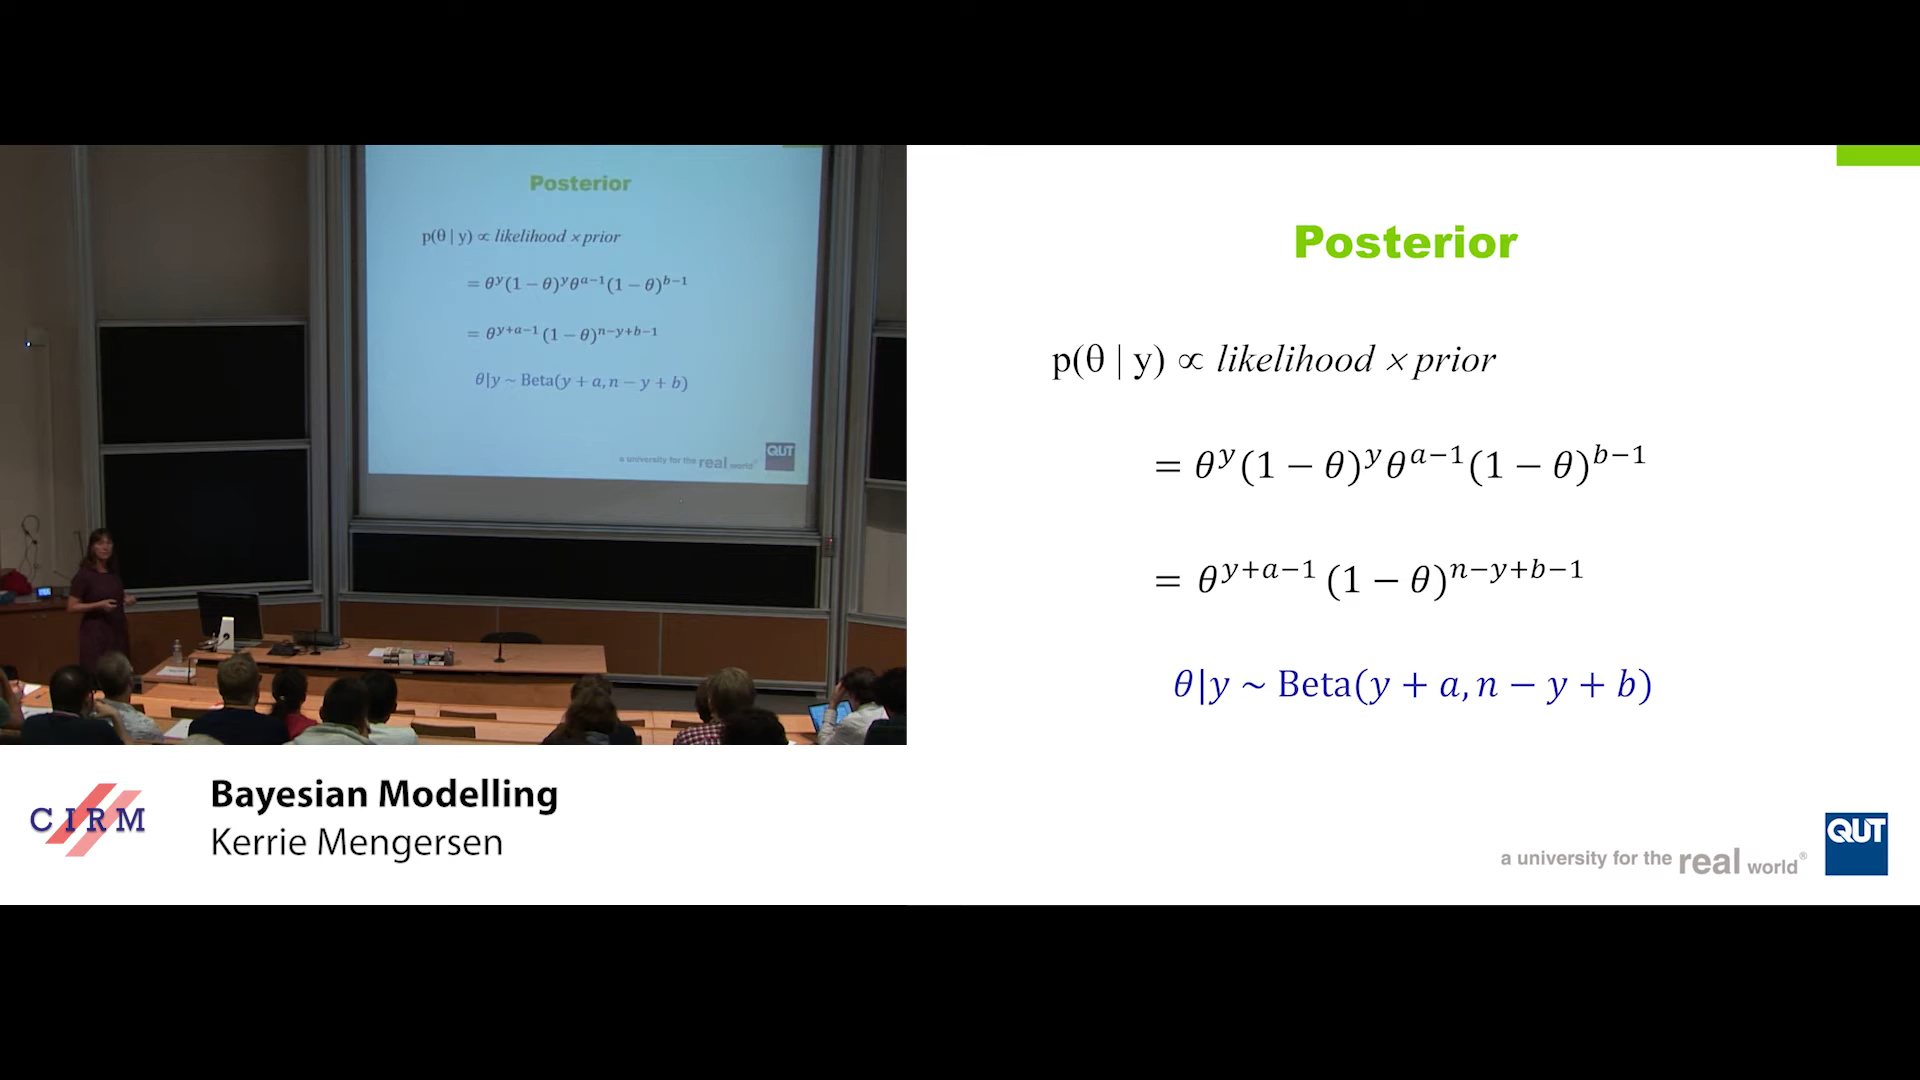 Posterior
p(θ | y) ∝ likelihood × prior
= θ^y(1 − θ)^yθ^{a−1}(1 − θ)^{b−1}
= θ^{y+a−1} (1 − θ)^{n−y+b−1}
θ|y ~ Beta(y + a, n − y + b)
a university for the real world
QUT
Posterior
p(θ | y) ∝ likelihood × prior
= θ^y(1 − θ)^yθ^{a−1}(1 − θ)^{b−1}
= θ^{y+a−1} (1 − θ)^{n−y+b−1}
θ|y ~ Beta(y + a, n − y + b)
a university for the real world®
QUT
CIRM
Bayesian Modelling
Kerrie Mengersen